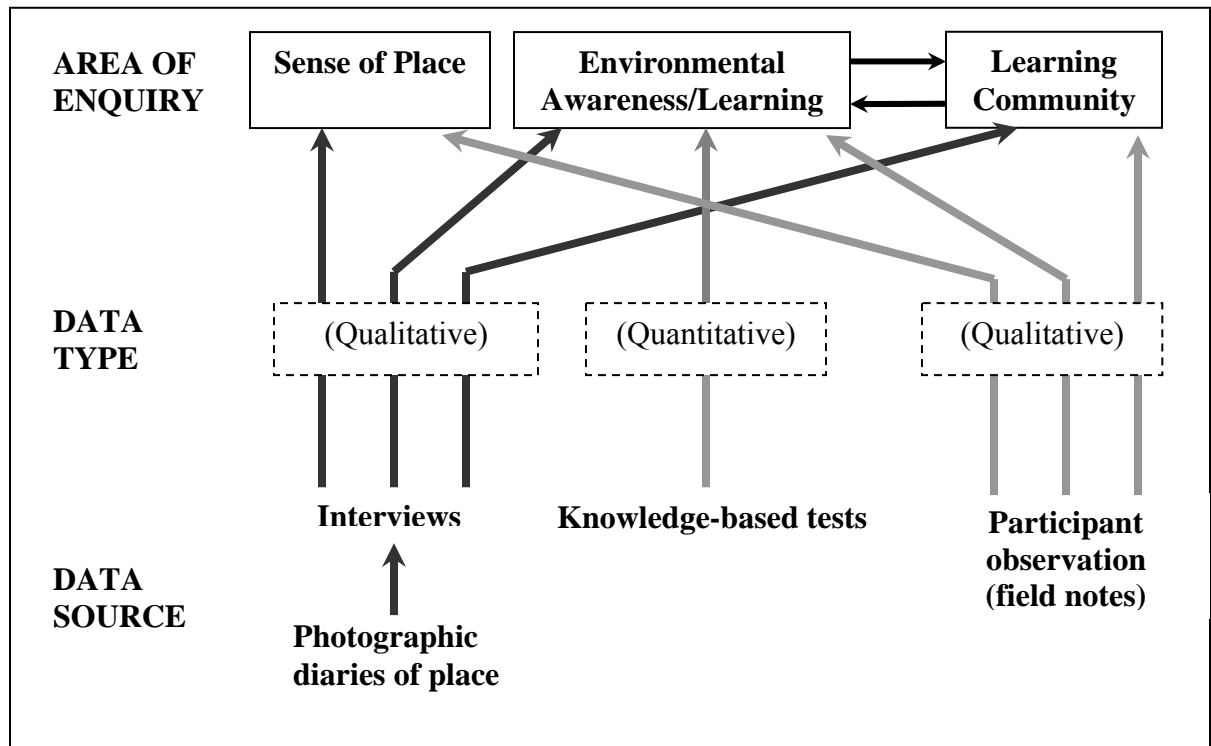 AREA OF
ENQUIRY
Sense of Place
Environmental
Awareness/Learning
Learning
Community
DATA
TYPE
(Qualitative)
(Quantitative)
(Qualitative)
DATA
SOURCE
Interviews
Knowledge-based tests
Participant
observation
(field notes)
Photographic
diaries of place